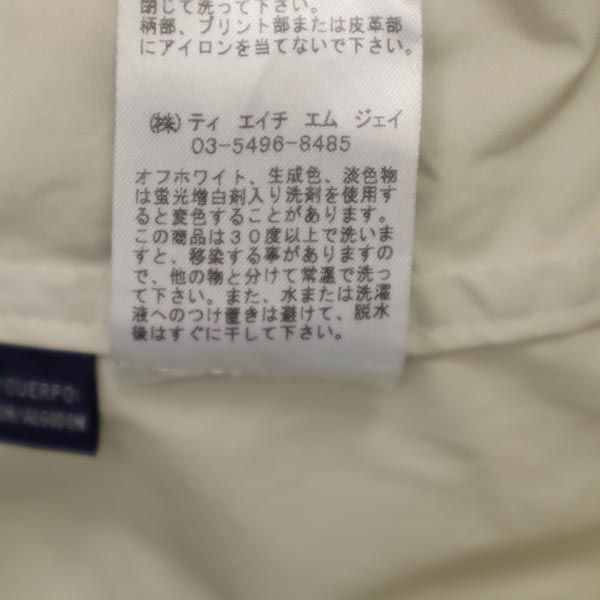 閉じて洗って下さい。
柄部、プリント部または皮革部
にアイロンを当てないで下さい。
(株)ティ エイチ エム ジェイ
03-5496-8485
オフホワイト、生成色、淡色物
は蛍光増白剤入り洗剤を使用す
ると変色することがあります。
この商品は30度以上で洗いま
すと、移染する事がありますの
で、他の物と分けて常温で洗っ
て下さい。また、水または洗濯
液へのつけ置きは避けて、脱水
後はすぐに干して下さい。
CUERPO:
ON/ALGODON